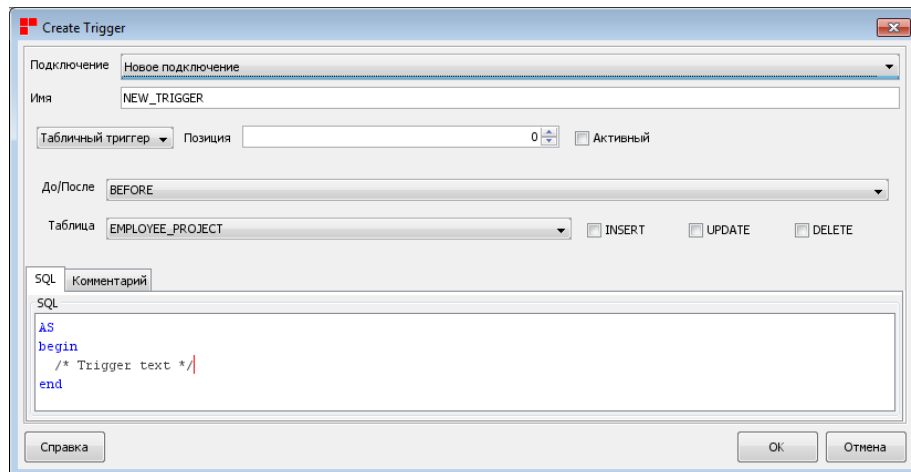 Create Trigger
Подключение Новое подключение
Имя NEW_TRIGGER
Табличный триггер Позиция 0 Активный
До/После BEFORE
Таблица EMPLOYEE_PROJECT INSERT UPDATE DELETE
SQL Комментарий
SQL
AS
begin
/* Trigger text */
end
Справка OK Отмена